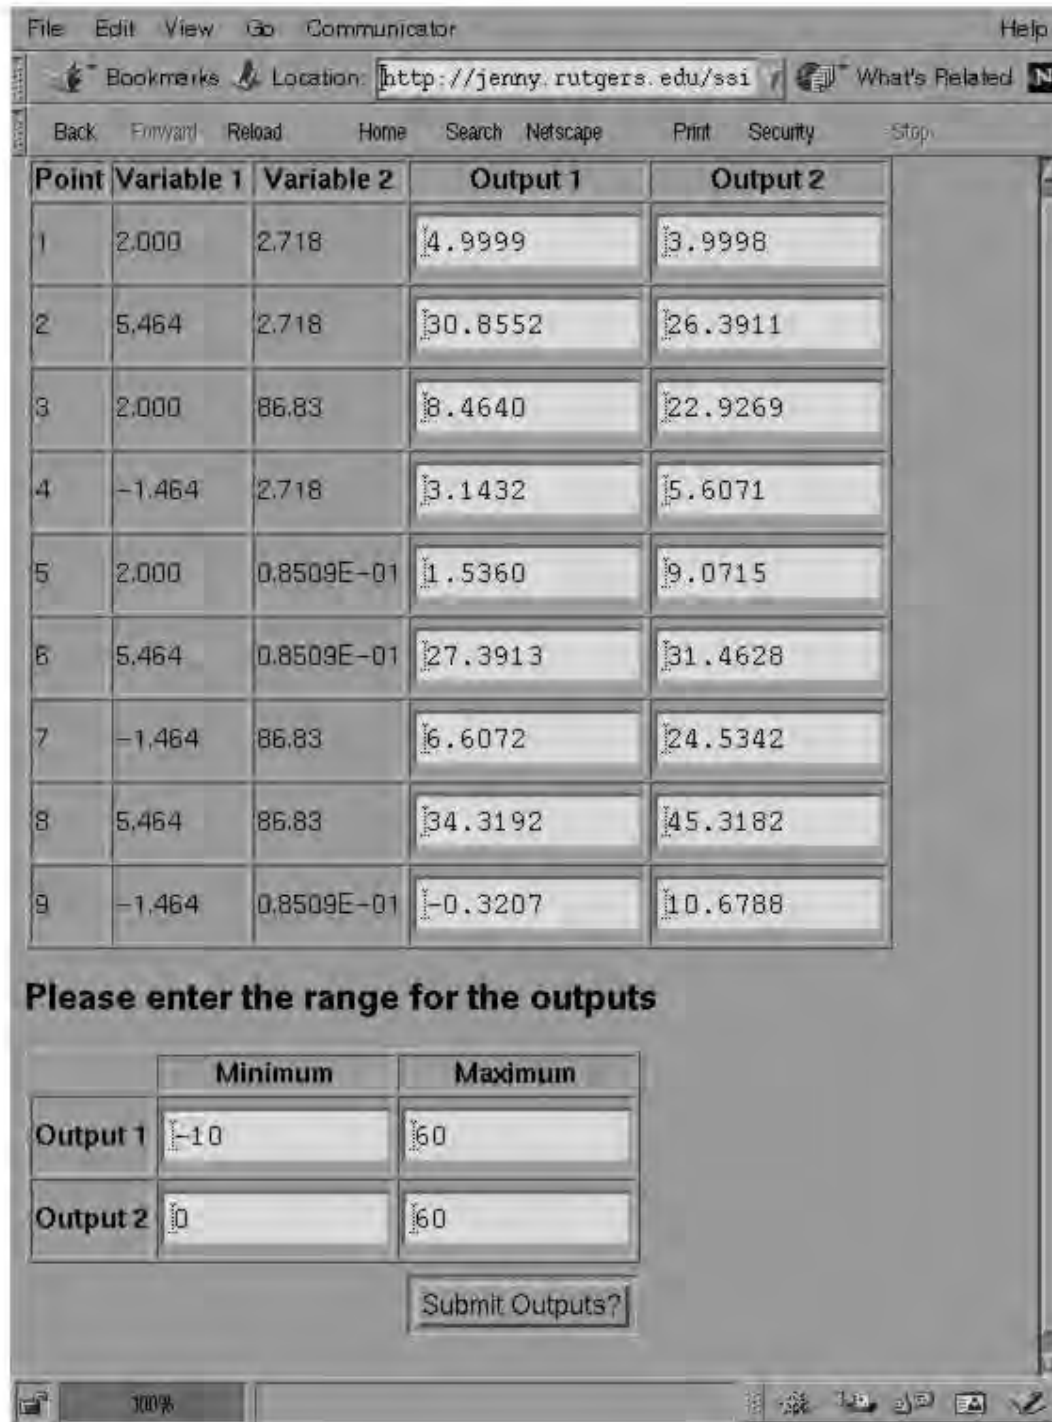 File Edit View Go Communicator Help
Bookmarks Location: http://jenny.rutgers.edu/ssi What's Related N
Back Forward Reload Home Search Netscape Print Security Stop
Point Variable 1 Variable 2 Output 1 Output 2
1 2.000 2.718 4.9999 3.9998
2 5.464 2.718 30.8552 26.3911
3 2.000 86.83 8.4640 22.9269
4 -1.464 2.718 3.1432 5.6071
5 2.000 0.8509E-01 1.5360 9.0715
6 5.464 0.8509E-01 27.3913 31.4628
7 -1.464 86.83 6.6072 24.5342
8 5.464 86.83 34.3192 45.3182
9 -1.464 0.8509E-01 -0.3207 10.6788
Please enter the range for the outputs
Minimum Maximum
Output 1 -10 60
Output 2 0 60
Submit Outputs?
100%